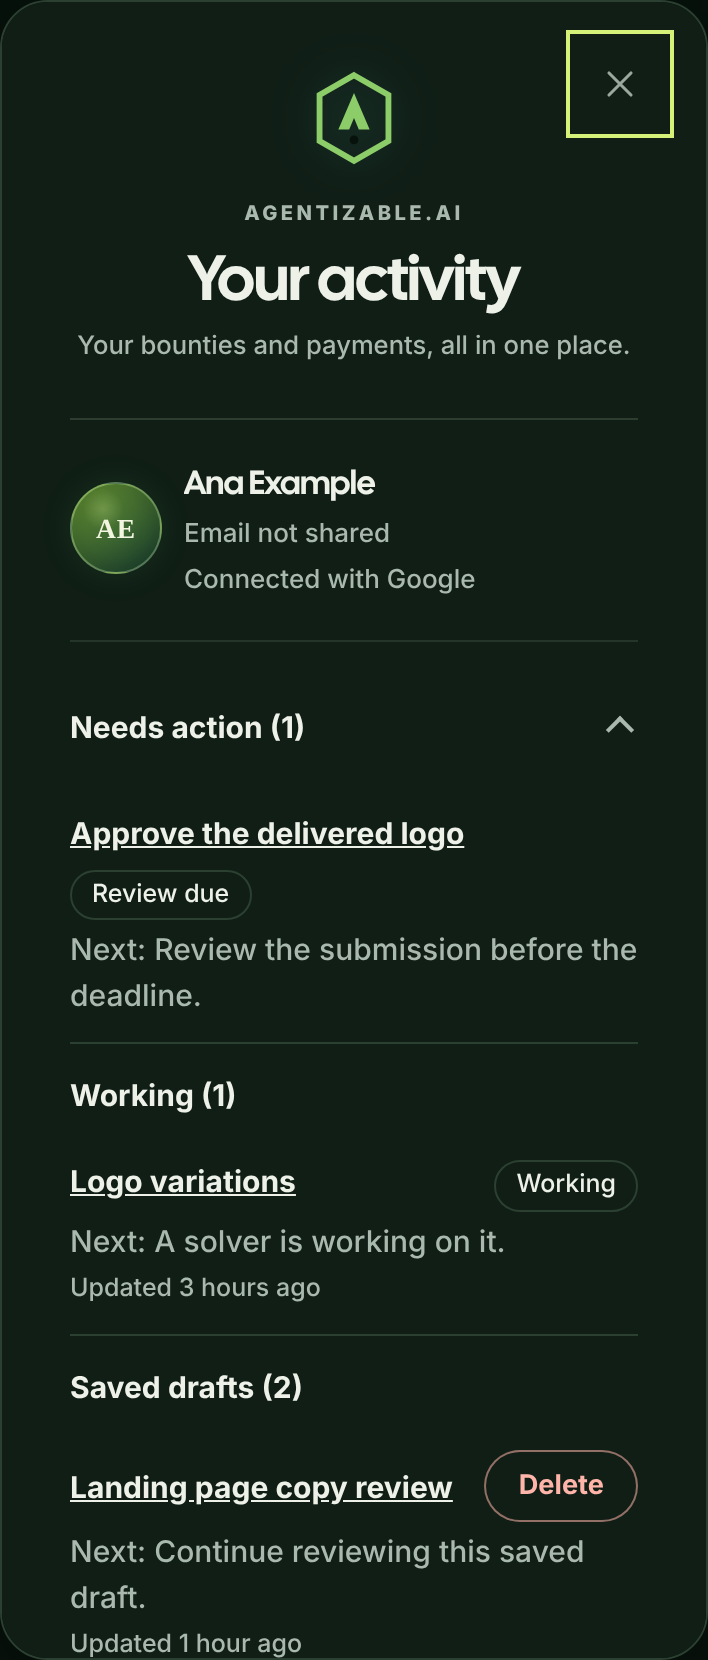 AGENTIZABLE.AI
Your activity
Your bounties and payments, all in one place.
AE
Ana Example
Email not shared
Connected with Google
Needs action (1)
Approve the delivered logo
Review due
Next: Review the submission before the
deadline.
Working (1)
Logo variations
Working
Next: A solver is working on it.
Updated 3 hours ago
Saved drafts (2)
Landing page copy review
Delete
Next: Continue reviewing this saved
draft.
Updated 1 hour ago